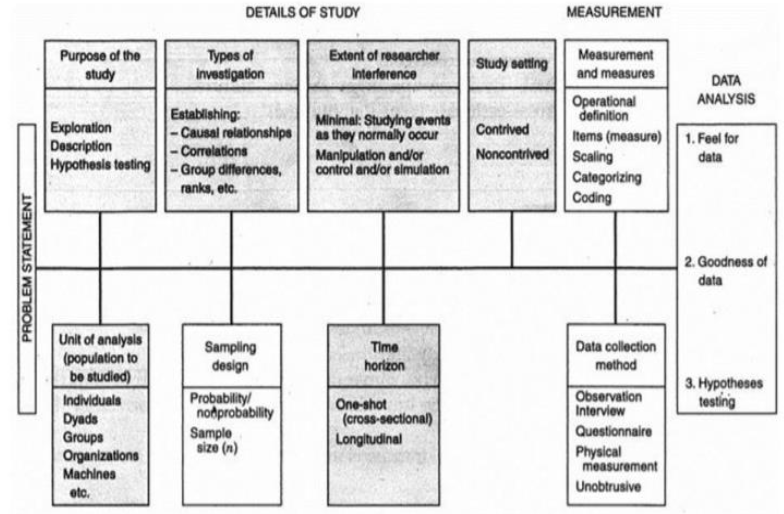 DETAILS OF STUDY
MEASUREMENT
PROBLEM STATEMENT
Purpose of the
study
Exploration
Description
Hypothesis testing
Types of
investigation
Establishing:
– Causal relationships
– Correlations
– Group differences,
ranks, etc.
Extent of researcher
interference
Minimal: Studying events
as they normally occur
Manipulation and/or
control and/or simulation
Study setting
Contrived
Noncontrived
Measurement
and measures
Operational
definition
Items (measure)
Scaling
Categorizing
Coding
DATA
ANALYSIS
1. Feel for
data
2. Goodness of
data
3. Hypotheses
testing
Unit of analysis
(population to
be studied)
Individuals
Dyads
Groups
Organizations
Machines
etc.
Sampling
design
Probability/
nonprobability
Sample
size (n)
Time
horizon
One-shot
(cross-sectional)
Longitudinal
Data collection
method
Observation
Interview
Questionnaire
Physical
measurement
Unobtrusive